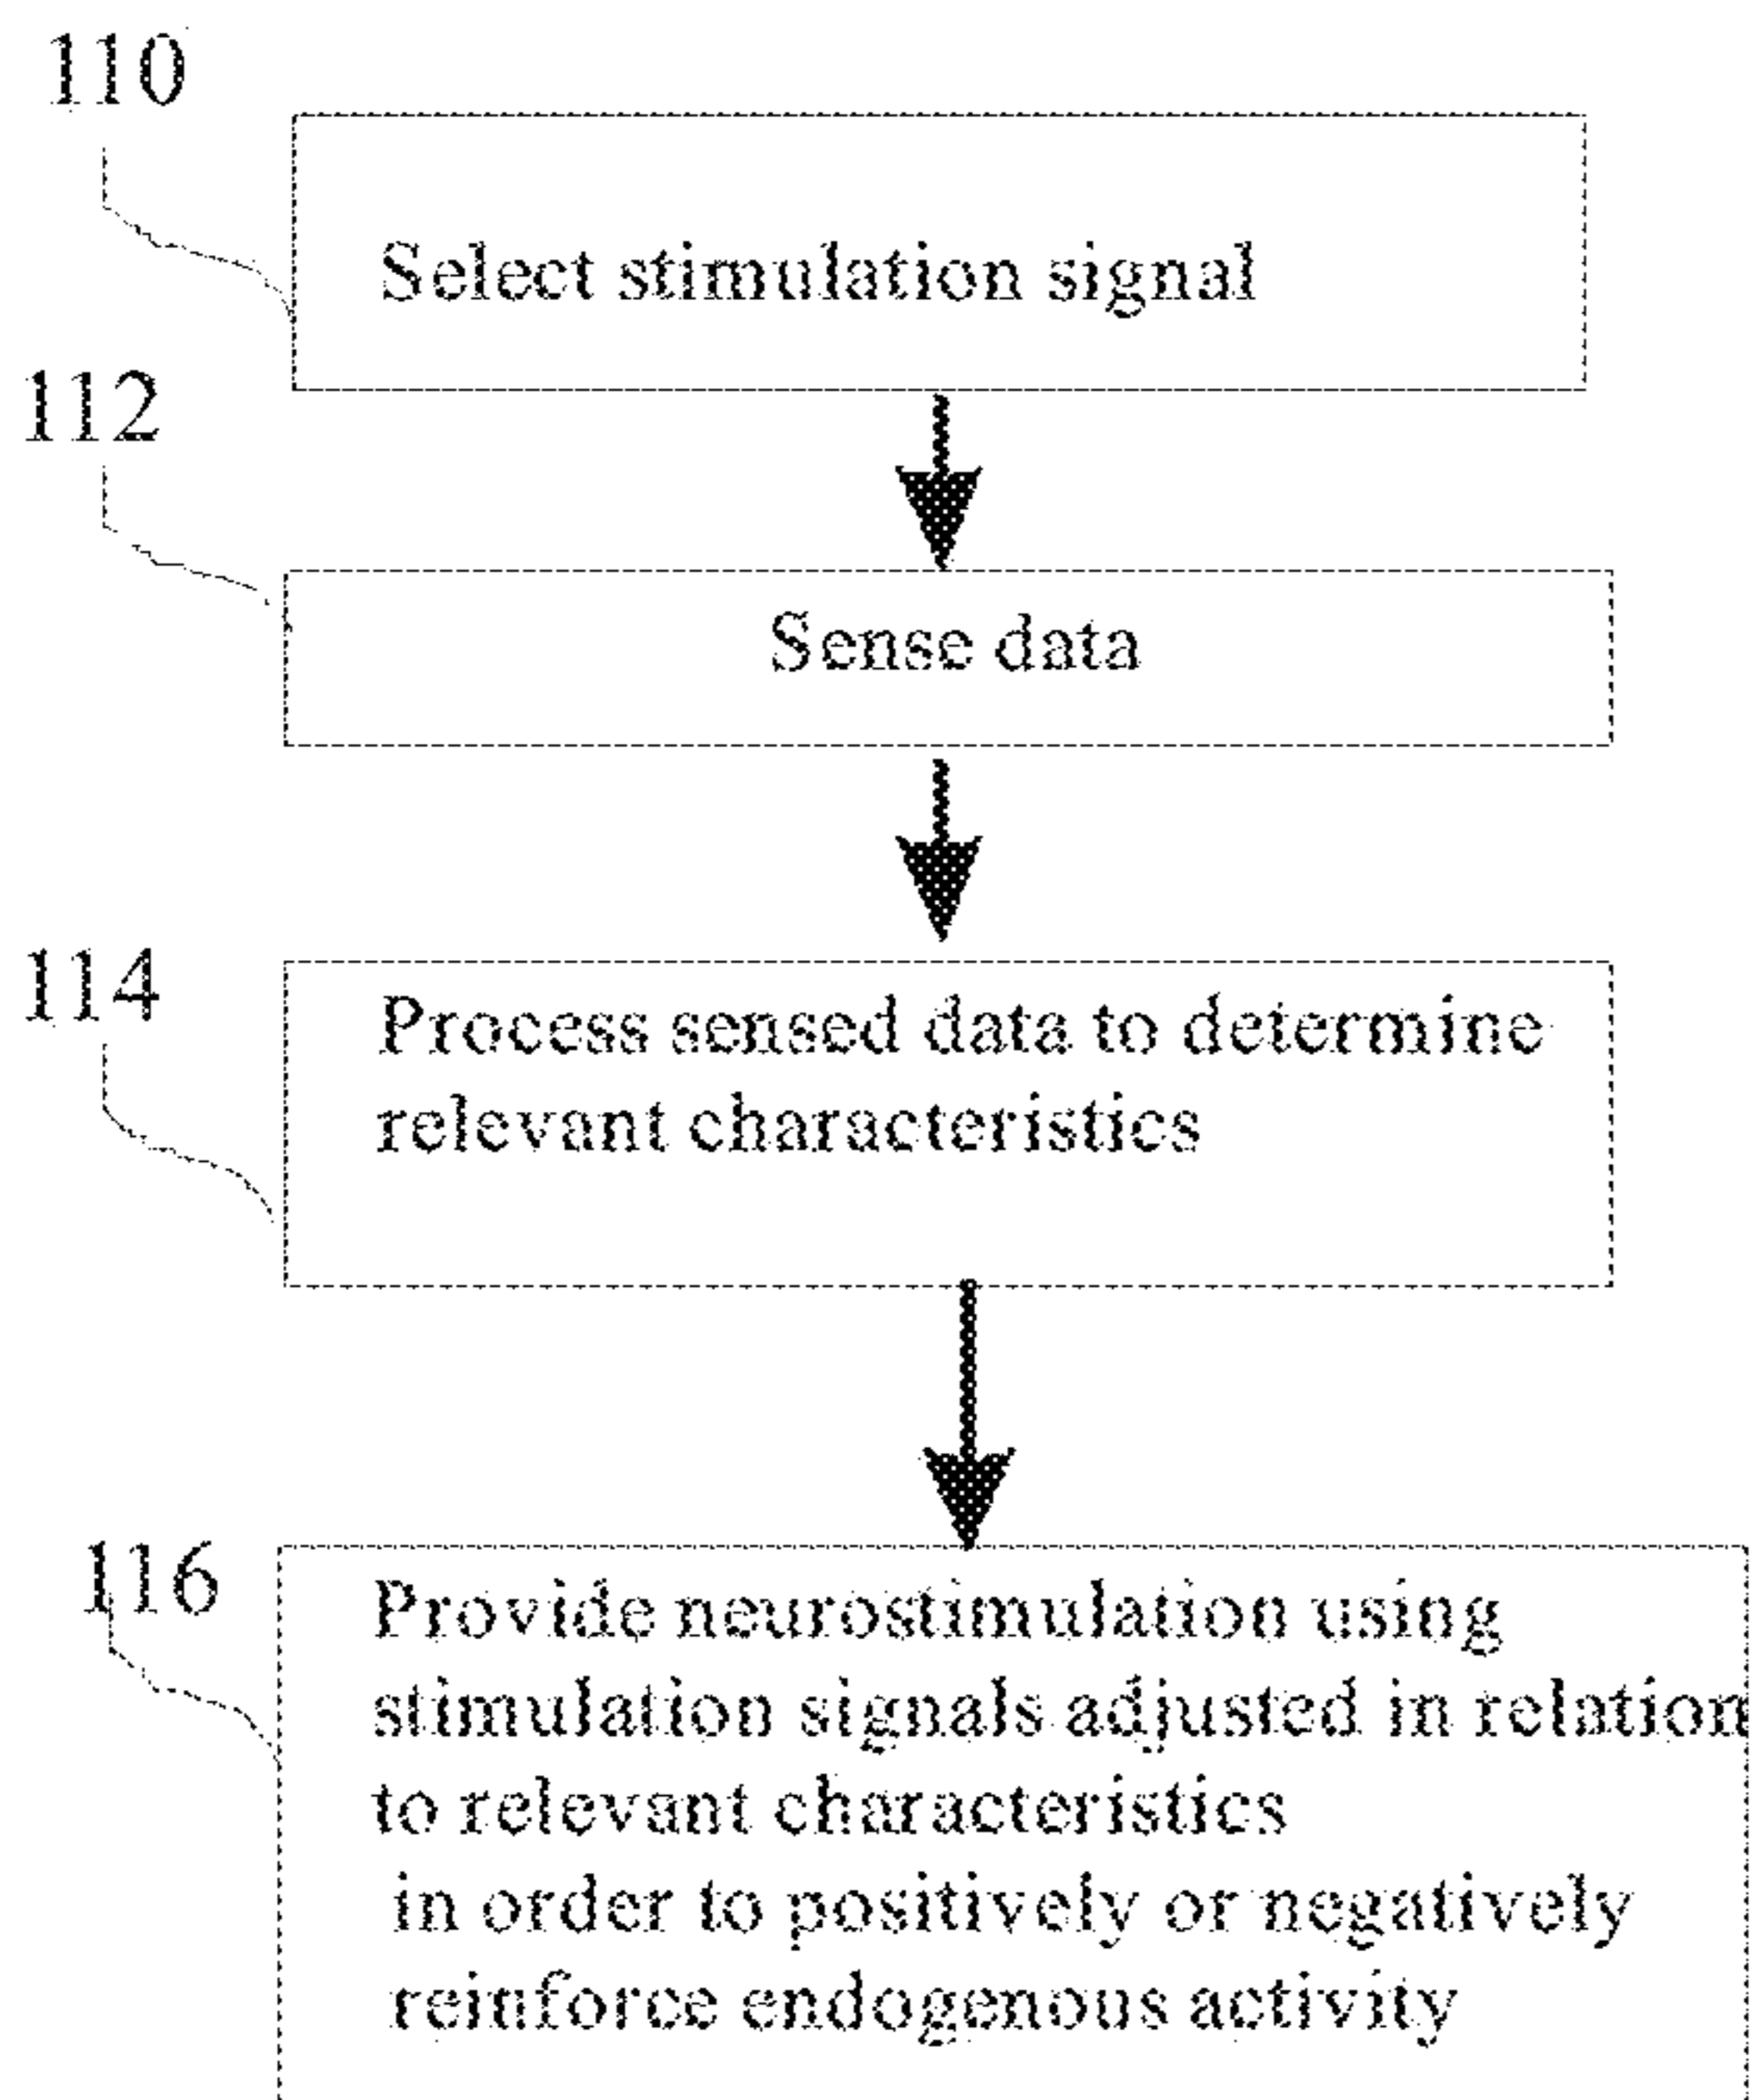 110
Select stimulation signal
112
Sense data
114
Process sensed data to determine
relevant characteristics
116
Provide neurostimulation using
stimulation signals adjusted in relation
to relevant characteristics
in order to positively or negatively
reinforce endogenous activity